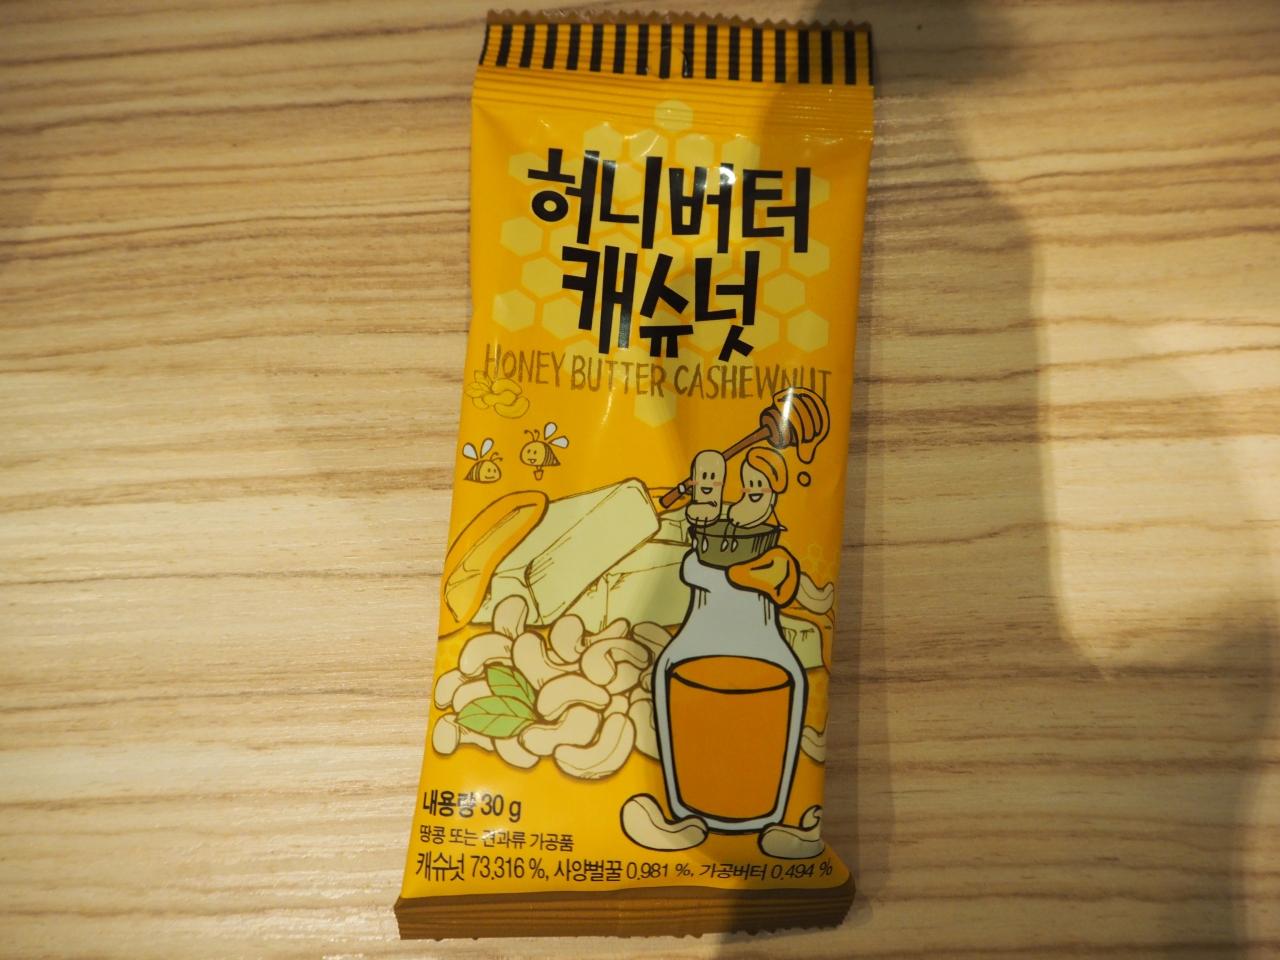 허니버터
캐슈넛
HONEY BUTTER CASHEWNUT
내용량 30 g
땅콩 또는 견과류 가공품
캐슈넛 73.316 %, 사양벌꿀 0.981 %, 가공버터 0.494 %